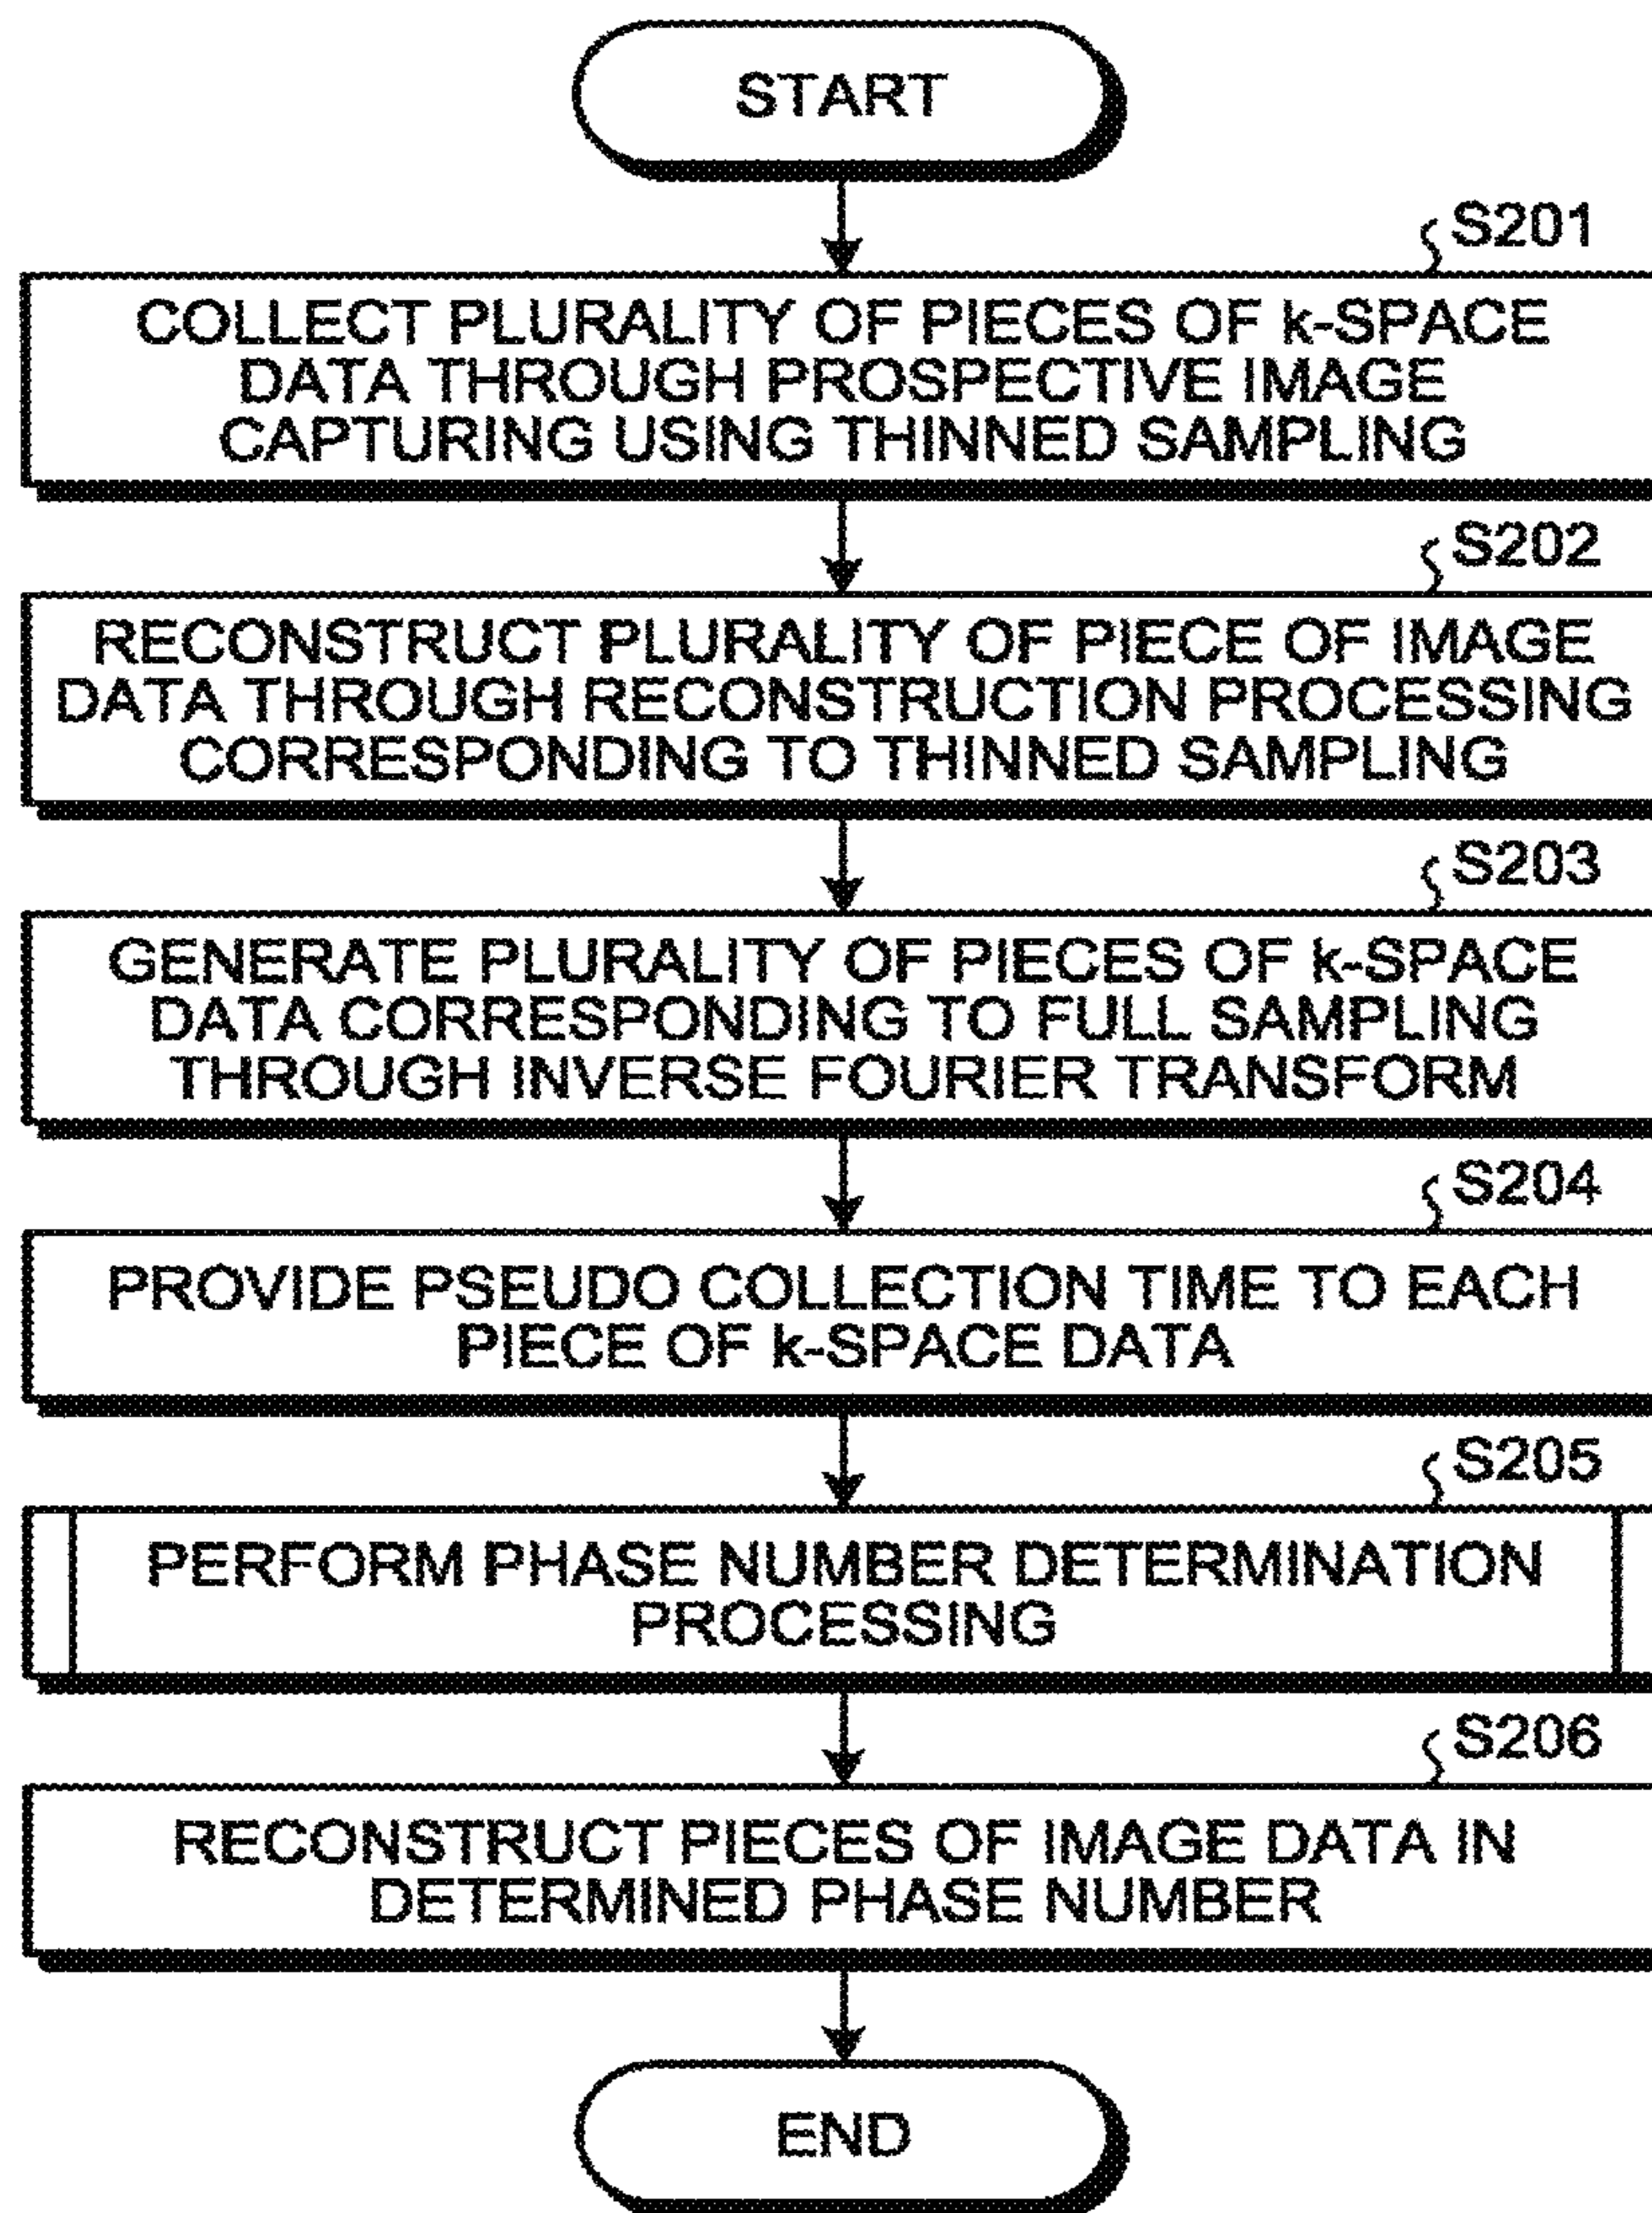 START
S201
COLLECT PLURALITY OF PIECES OF k-SPACE
DATA THROUGH PROSPECTIVE IMAGE
CAPTURING USING THINNED SAMPLING
S202
RECONSTRUCT PLURALITY OF PIECE OF IMAGE
DATA THROUGH RECONSTRUCTION PROCESSING
CORRESPONDING TO THINNED SAMPLING
S203
GENERATE PLURALITY OF PIECES OF k-SPACE
DATA CORRESPONDING TO FULL SAMPLING
THROUGH INVERSE FOURIER TRANSFORM
S204
PROVIDE PSEUDO COLLECTION TIME TO EACH
PIECE OF k-SPACE DATA
S205
PERFORM PHASE NUMBER DETERMINATION
PROCESSING
S206
RECONSTRUCT PIECES OF IMAGE DATA IN
DETERMINED PHASE NUMBER
END